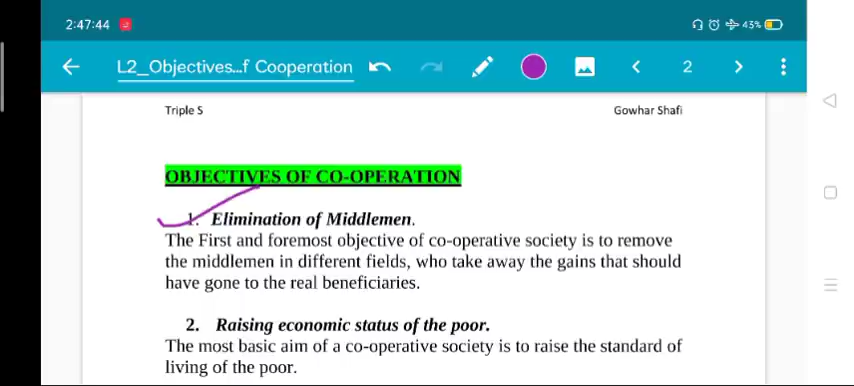 2:47:44 43%
L2_Objectives...f Cooperation 2
Triple S Gowhar Shafi
OBJECTIVES OF CO-OPERATION
1. Elimination of Middlemen.
The First and foremost objective of co-operative society is to remove
the middlemen in different fields, who take away the gains that should
have gone to the real beneficiaries.
2. Raising economic status of the poor.
The most basic aim of a co-operative society is to raise the standard of
living of the poor.